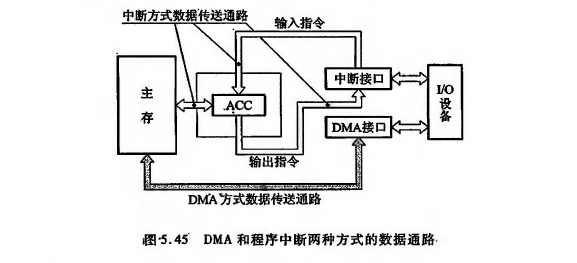 中断方式数据传送通路
输入指令
主存
ACC
中断接口
DMA接口
I/O
设备
输出指令
DMA方式数据传送通路
图5.45 DMA和程序中断两种方式的数据通路